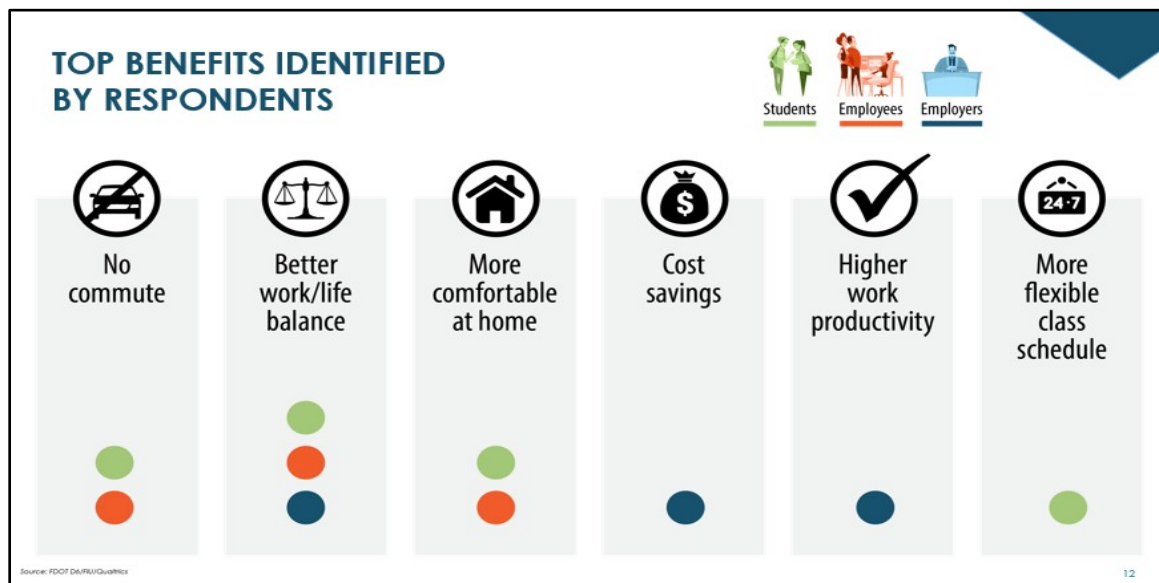 TOP BENEFITS IDENTIFIED
BY RESPONDENTS
Students
Employees
Employers
No
commute
Better
work/life
balance
More
comfortable
at home
$
Cost
savings
Higher
work
productivity
24·7
More
flexible
class
schedule
Source: FDOT D6/FIU/Qualtrics
12